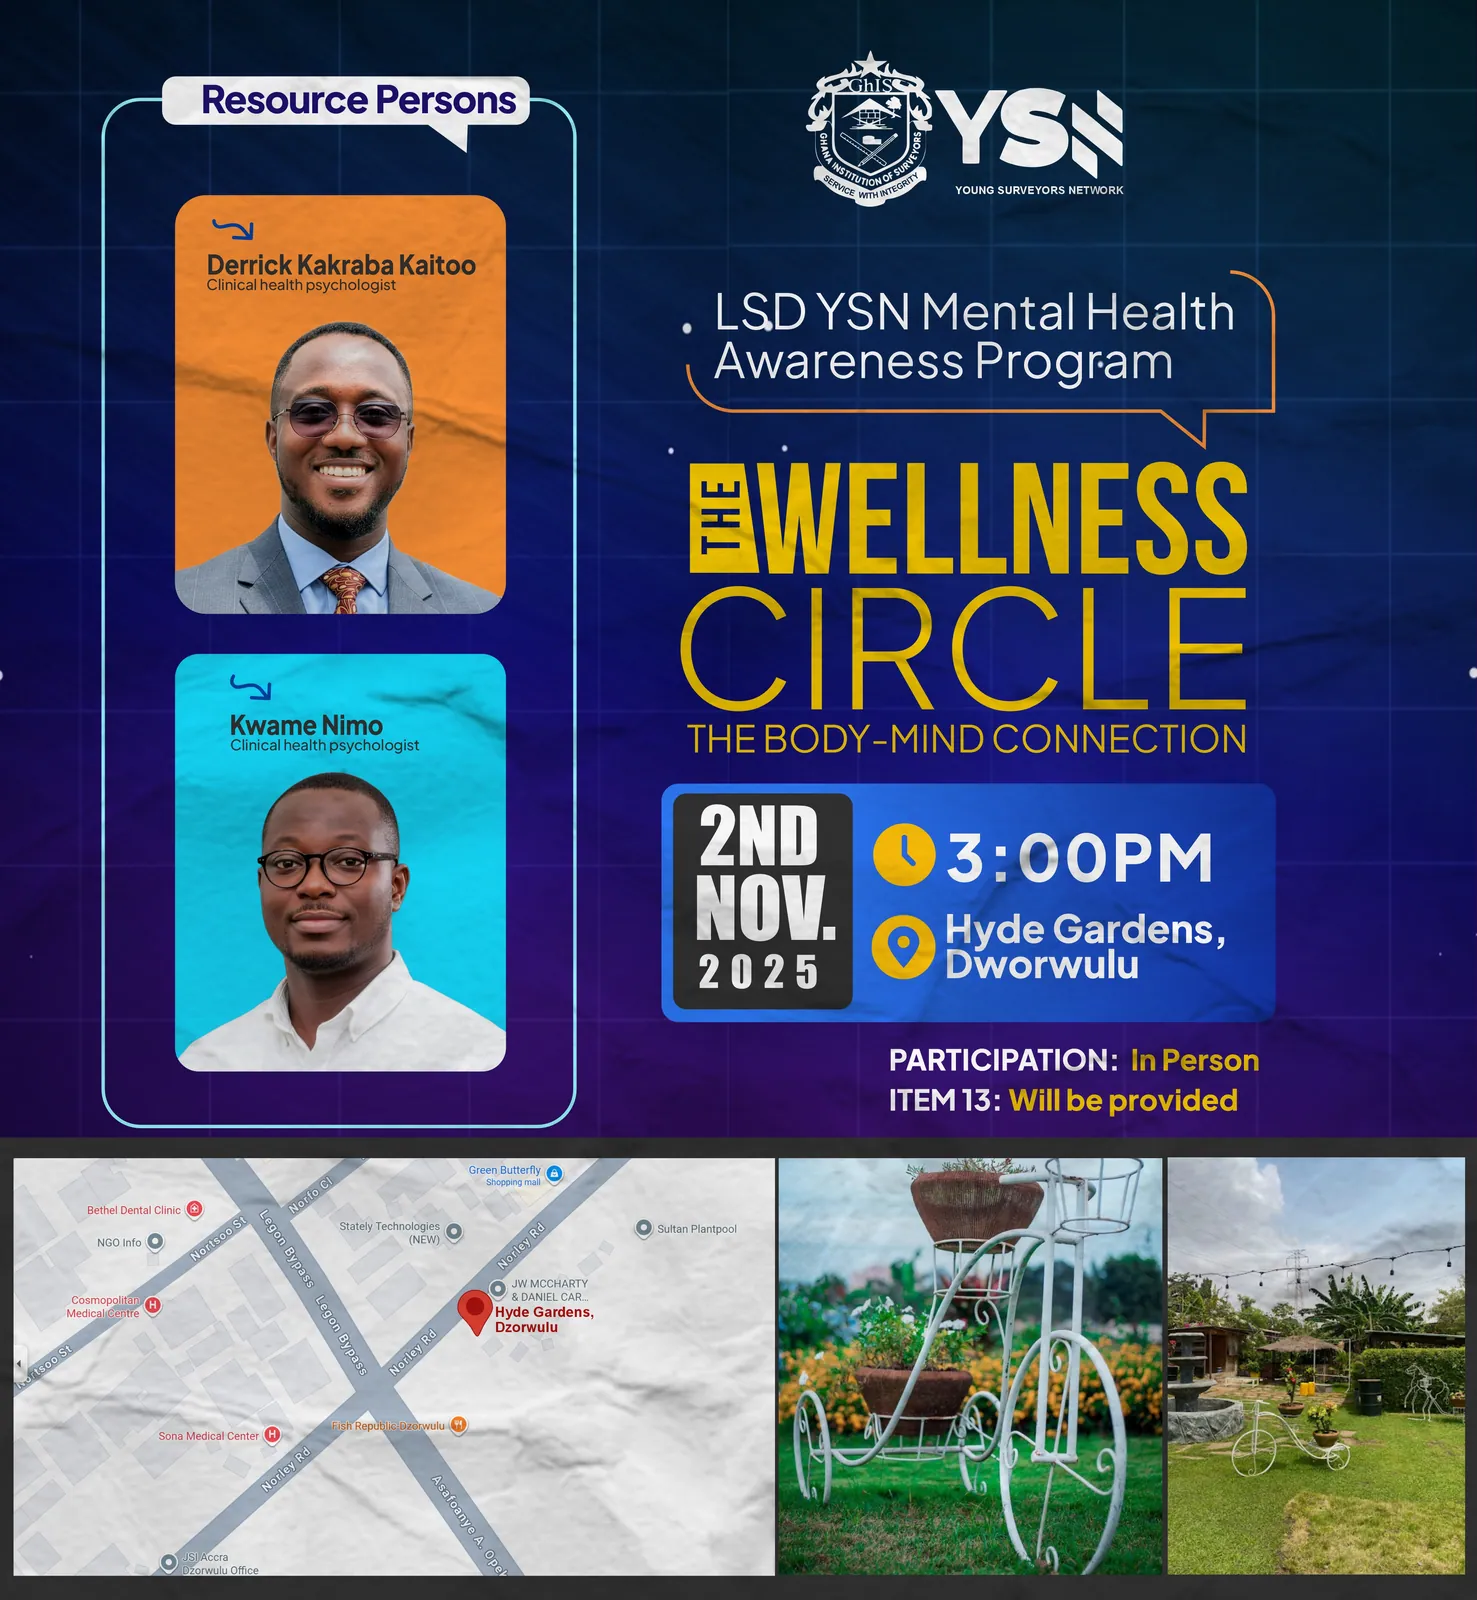 Resource Persons
Derrick Kakraba Kaitoo
Clinical health psychologist
Kwame Nimo
Clinical health psychologist
GhIS
GHANA INSTITUTION OF SURVEYORS
SERVICE WITH INTEGRITY
YSN
YOUNG SURVEYORS NETWORK
LSD YSN Mental Health
Awareness Program
THE WELLNESS
CIRCLE
THE BODY-MIND CONNECTION
2ND
NOV.
2025
3:00PM
Hyde Gardens,
Dworwulu
PARTICIPATION: In Person
ITEM 13: Will be provided
Green Butterfly
Shopping mall
Bethel Dental Clinic
NGO Info
Nortsoo St
Norfo Cl
Legon Bypass
Stately Technologies
(NEW)
Norley Rd
Sultan Plantpool
Cosmopolitan
Medical Centre
JW MCCHARTY
& DANIEL CAR...
Hyde Gardens,
Dzorwulu
Legon Bypass
Norley Rd
Nortsoo St
Fish Republic Dzorwulu
Sona Medical Center
Norley Rd
Asafoanye A. Opek
JSI Accra
Dzorwulu Office